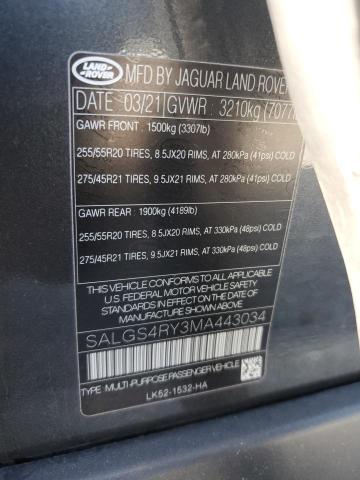 LAND ROVER
MFD BY JAGUAR LAND ROVER
DATE 03/21 GVWR : 3210kg
GAWR FRONT : 1500kg (3307lb)
255/55R20 TIRES, 8.5JX20 RIMS, AT 280kPa (41psi) COLD
275/45R21 TIRES, 9.5JX21 RIMS, AT 280kPa (41psi) COLD
GAWR REAR : 1900kg (4189lb)
255/55R20 TIRES, 8.5JX20 RIMS, AT 330kPa (48psi) COLD
275/45R21 TIRES, 9.5JX21 RIMS, AT 330kPa (48psi) COLD
THIS VEHICLE CONFORMS TO ALL APPLICABLE
U.S FEDERAL MOTOR VEHICLE SAFETY
STANDARDS IN EFFECT ON THE DATE OF
MANUFACTURE SHOWN ABOVE
SALGS4RY3MA443034
TYPE :MULTI-PURPOSE PASSENGER VEHICLE
LK52-1532-HA